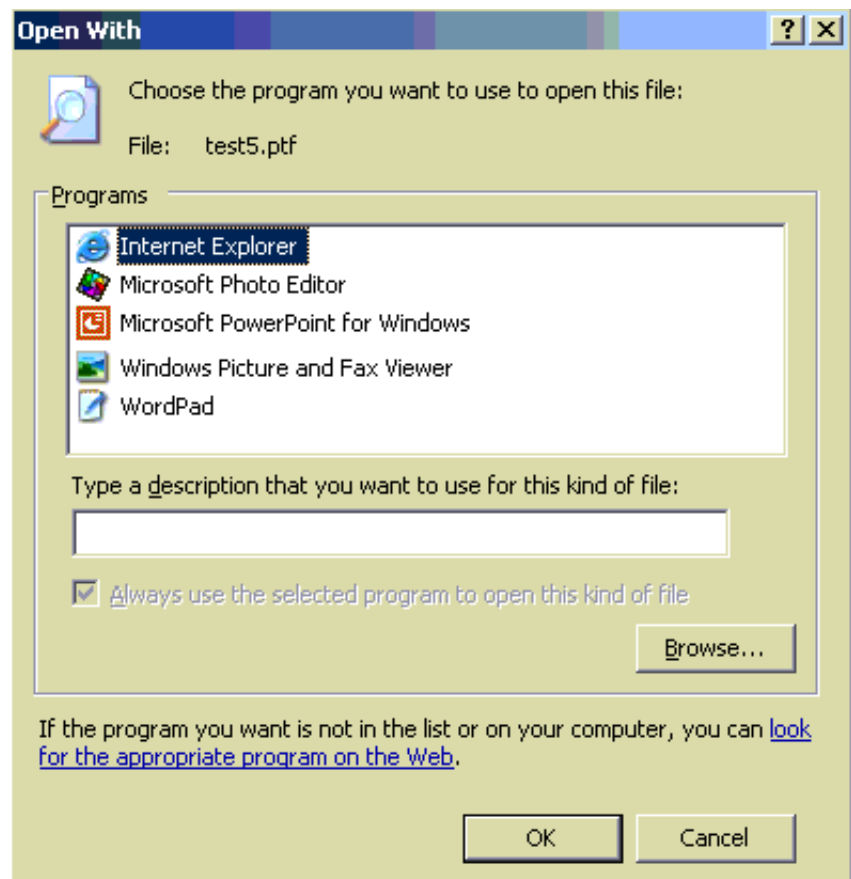 Open With
Choose the program you want to use to open this file:
File: test5.ptf
Programs
Internet Explorer
Microsoft Photo Editor
Microsoft PowerPoint for Windows
Windows Picture and Fax Viewer
WordPad
Type a description that you want to use for this kind of file:
Always use the selected program to open this kind of file
Browse...
If the program you want is not in the list or on your computer, you can look
for the appropriate program on the Web.
OK Cancel